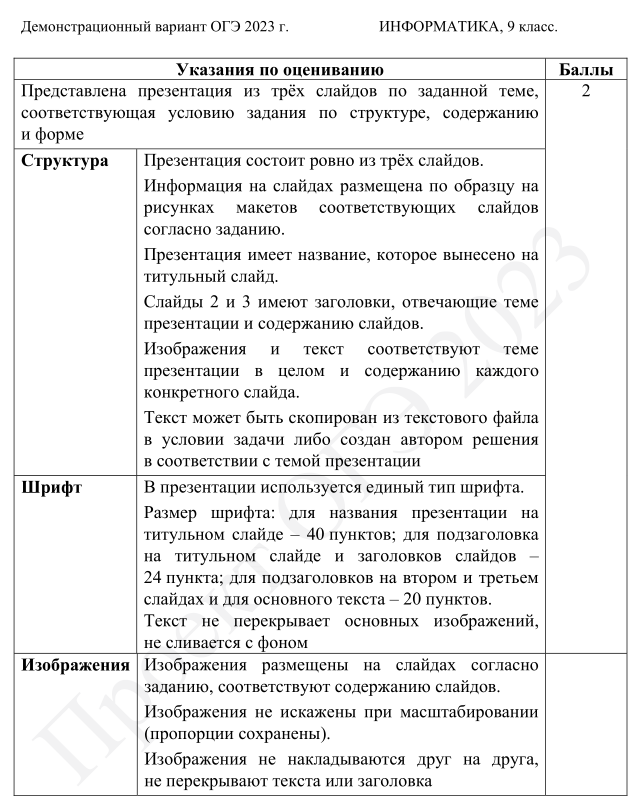 Демонстрационный вариант ОГЭ 2023 г. ИНФОРМАТИКА, 9 класс.
Указания по оцениванию Баллы
Представлена презентация из трёх слайдов по заданной теме, 2
соответствующая условию задания по структуре, содержанию
и форме
Структура Презентация состоит ровно из трёх слайдов.
Информация на слайдах размещена по образцу на
рисунках макетов соответствующих слайдов
согласно заданию.
Презентация имеет название, которое вынесено на
титульный слайд.
Слайды 2 и 3 имеют заголовки, отвечающие теме
презентации и содержанию слайдов.
Изображения и текст соответствуют теме
презентации в целом и содержанию каждого
конкретного слайда.
Текст может быть скопирован из текстового файла
в условии задачи либо создан автором решения
в соответствии с темой презентации
Шрифт В презентации используется единый тип шрифта.
Размер шрифта: для названия презентации на
титульном слайде – 40 пунктов; для подзаголовка
на титульном слайде и заголовков слайдов –
24 пункта; для подзаголовков на втором и третьем
слайдах и для основного текста – 20 пунктов.
Текст не перекрывает основных изображений,
не сливается с фоном
Изображения Изображения размещены на слайдах согласно
заданию, соответствуют содержанию слайдов.
Изображения не искажены при масштабировании
(пропорции сохранены).
Изображения не накладываются друг на друга,
не перекрывают текста или заголовка
Проект ОГЭ 2023